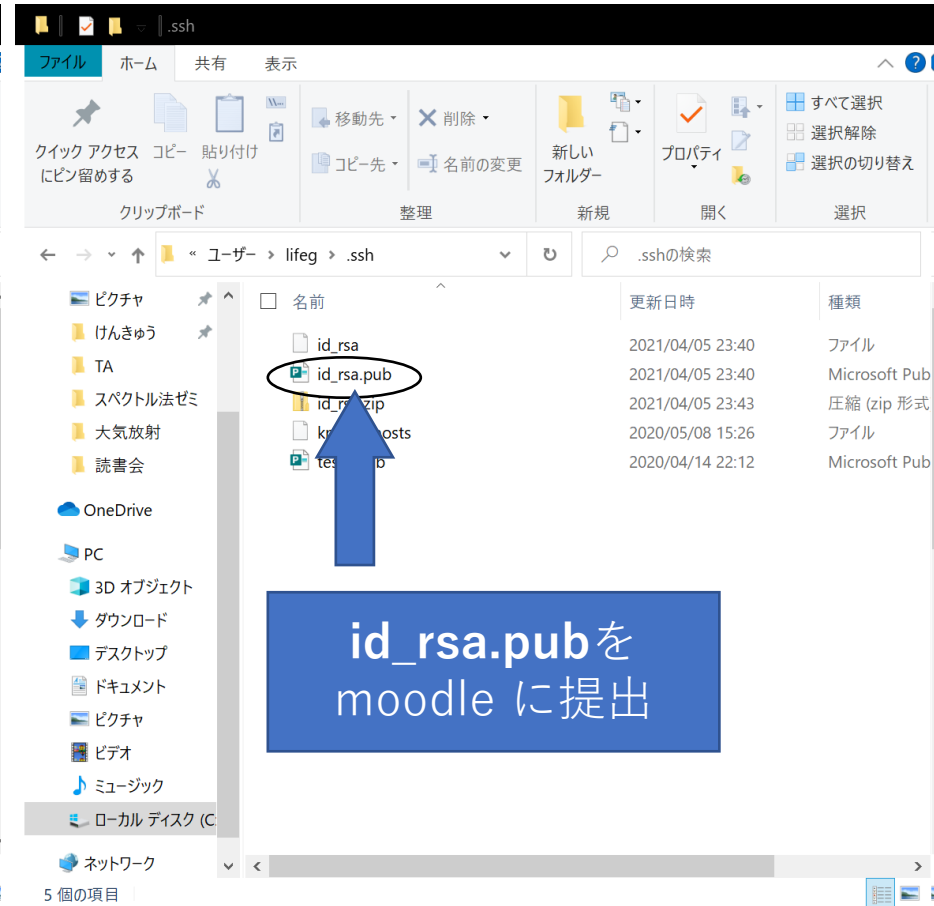 .ssh
ファイル ホーム 共有 表示
クイック アクセス
にピン留めする
コピー
貼り付け
移動先
コピー先
削除
名前の変更
新しい
フォルダー
プロパティ
すべて選択
選択解除
選択の切り替え
クリップボード 整理 新規 開く 選択
« ユーザー › lifeg › .ssh
.sshの検索
名前 更新日時 種類
id_rsa 2021/04/05 23:40 ファイル
id_rsa.pub 2021/04/05 23:40 Microsoft Pub
2021/04/05 23:43 圧縮 (zip 形式
2020/05/08 15:26 ファイル
2020/04/14 22:12 Microsoft Pub
ピクチャ
けんきゅう
TA
スペクトル法ゼミ
大気放射
読書会
OneDrive
PC
3D オブジェクト
ダウンロード
デスクトップ
ドキュメント
ピクチャ
ビデオ
ミュージック
ローカル ディスク (C:
ネットワーク
id_rsa.pubを
moodle に提出
5 個の項目